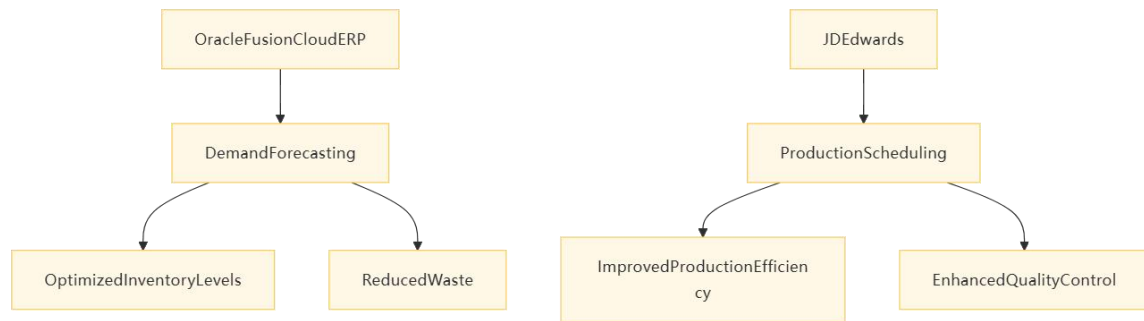 OracleFusionCloudERP
JDEdwards
DemandForecasting
ProductionScheduling
OptimizedInventoryLevels
ReducedWaste
ImprovedProductionEfficien
cy
EnhancedQualityControl